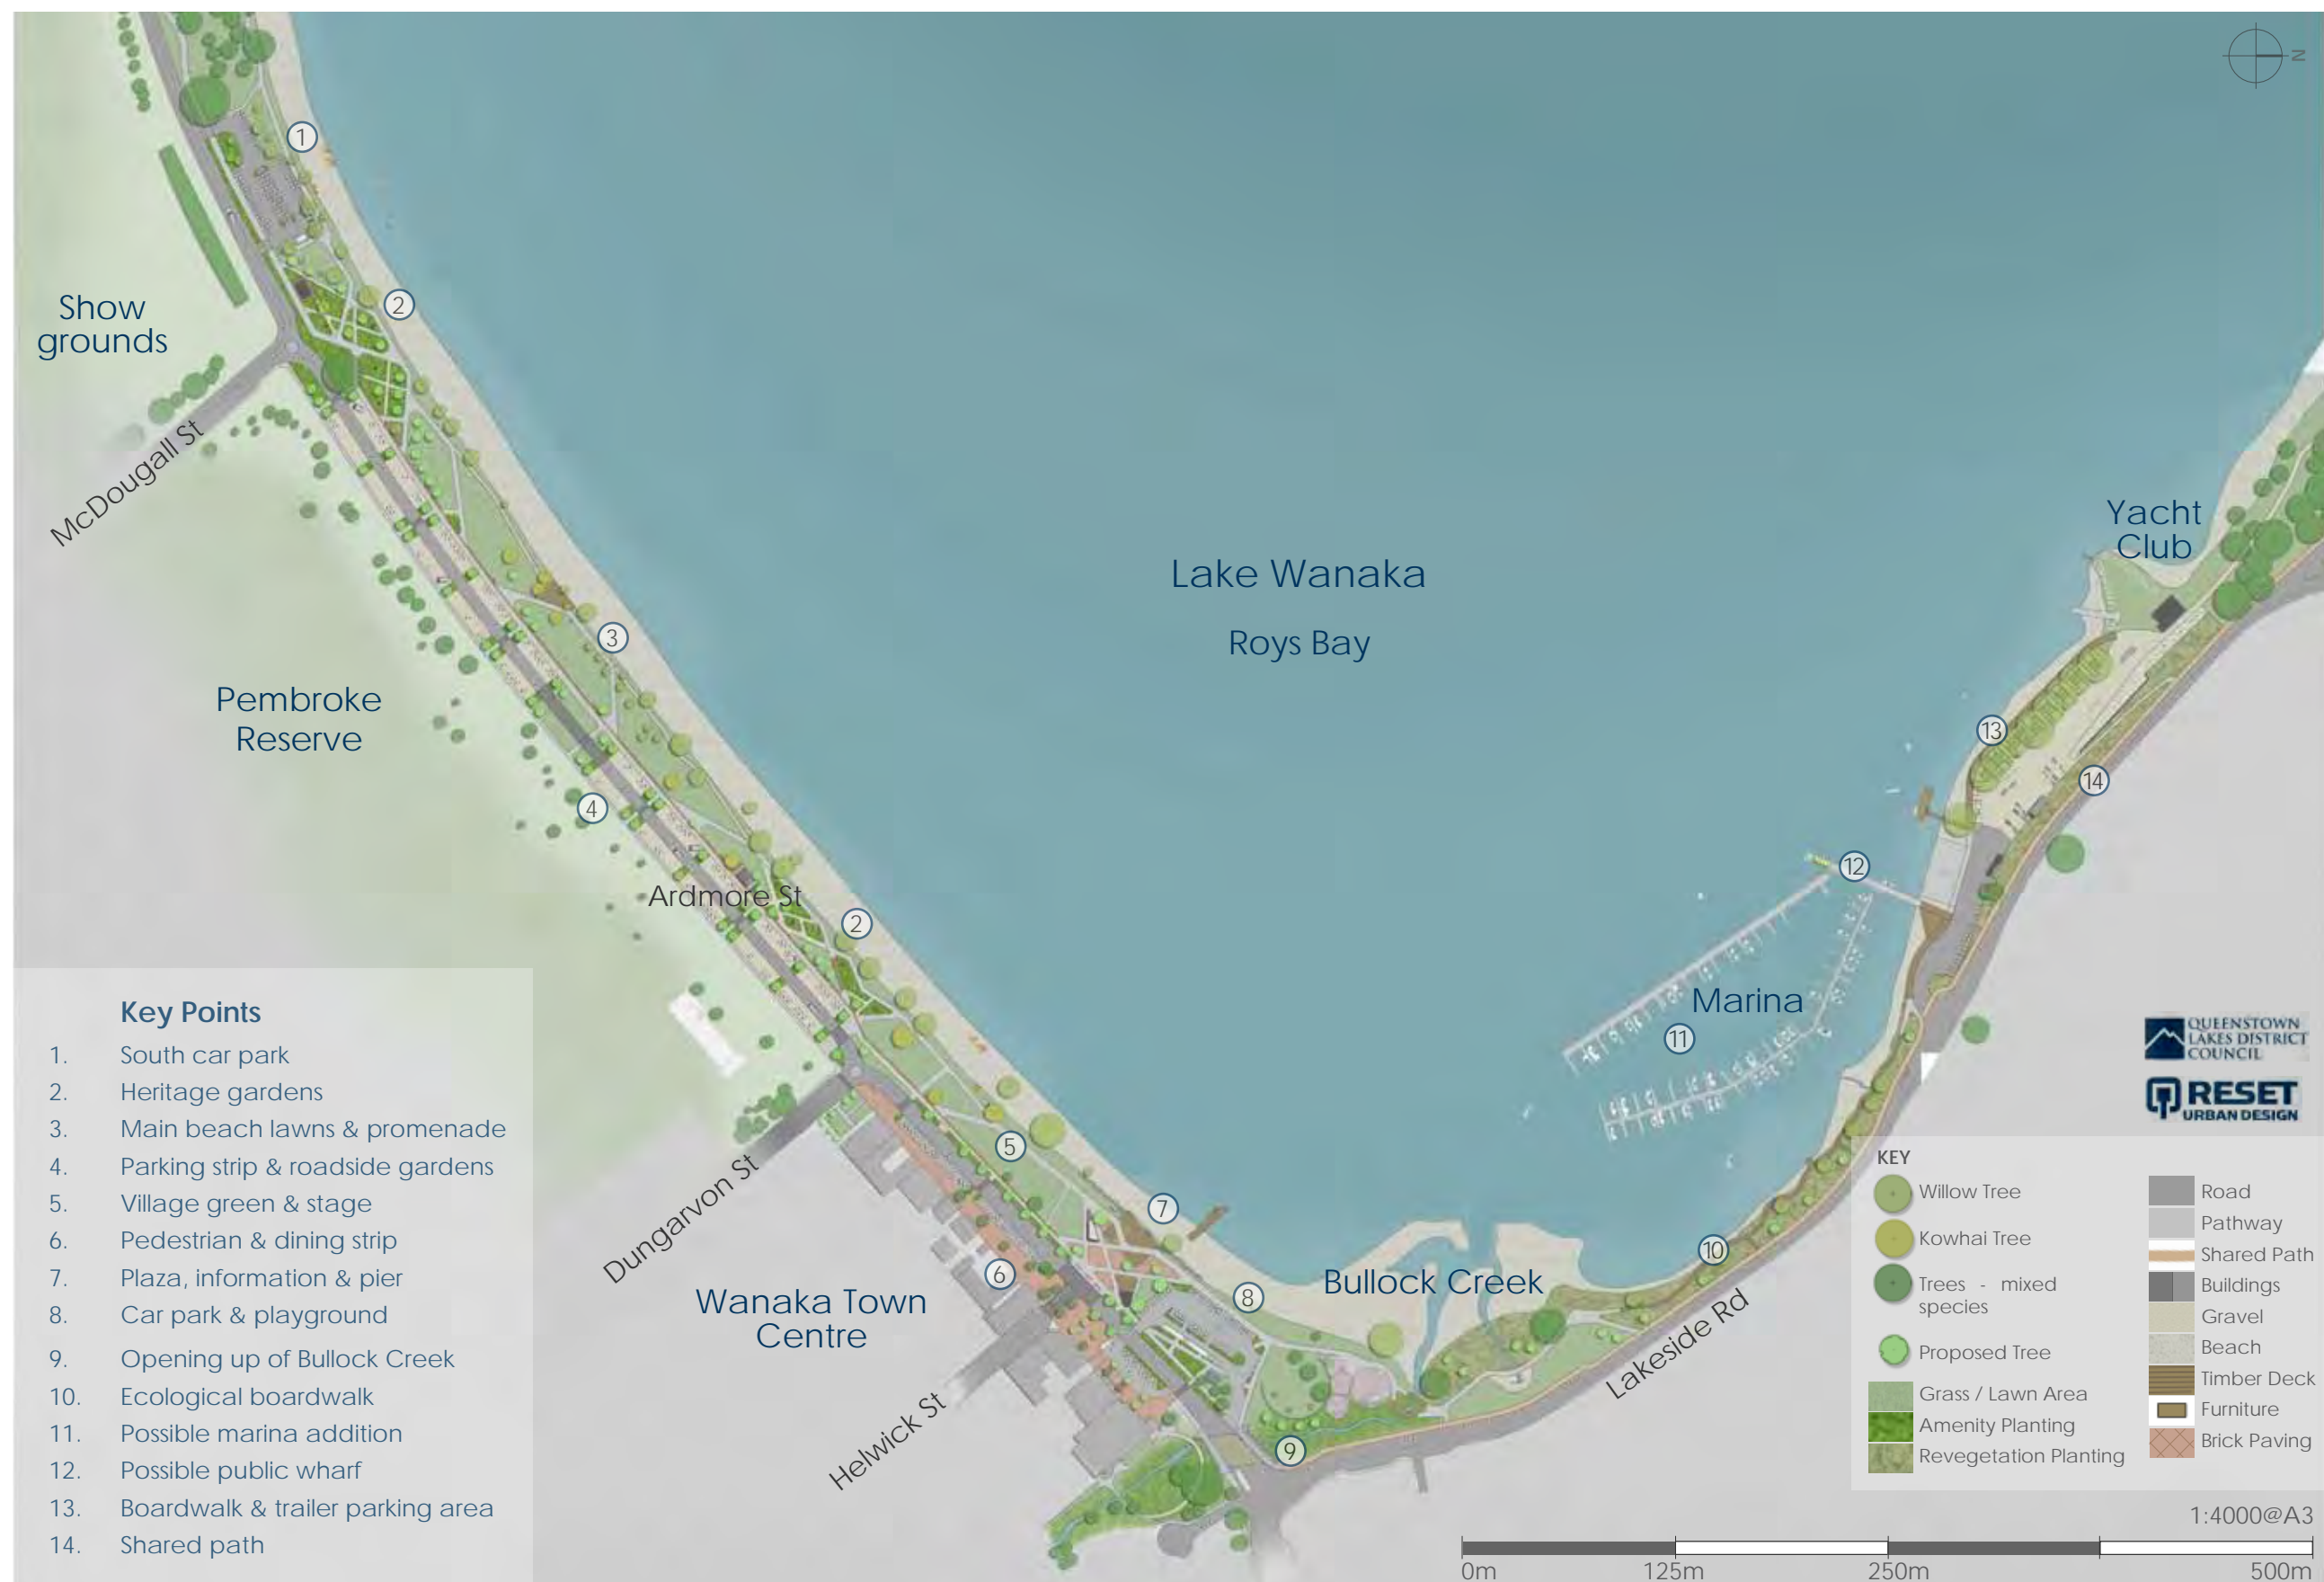 N
1
2
Show
grounds
McDougall St
3
Pembroke
Reserve
4
Ardmore St
2
Lake Wanaka
Roys Bay
Yacht
Club
13
14
12
Marina
11
5
7
Dungarvon St
6
8
Bullock Creek
10
Wanaka Town
Centre
Lakeside Rd
Helwick St
9
Key Points
1. South car park
2. Heritage gardens
3. Main beach lawns & promenade
4. Parking strip & roadside gardens
5. Village green & stage
6. Pedestrian & dining strip
7. Plaza, information & pier
8. Car park & playground
9. Opening up of Bullock Creek
10. Ecological boardwalk
11. Possible marina addition
12. Possible public wharf
13. Boardwalk & trailer parking area
14. Shared path
QUEENSTOWN
LAKES DISTRICT
COUNCIL
RESET
URBAN DESIGN
KEY
Willow Tree
Kowhai Tree
Trees - mixed
species
Proposed Tree
Grass / Lawn Area
Amenity Planting
Revegetation Planting
Road
Pathway
Shared Path
Buildings
Gravel
Beach
Timber Deck
Furniture
Brick Paving
1:4000@A3
0m 125m 250m 500m